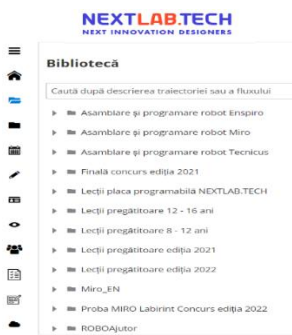 NEXTLAB.TECH
NEXT INNOVATION DESIGNERS
Bibliotecă
Caută după descrierea traiectoriei sau a fluxului
Asamblare și programare robot Enspiro
Asamblare și programare robot Miro
Asamblare și programare robot Tecnicus
Finală concurs ediția 2021
Lecții placa programabilă NEXTLAB.TECH
Lecții pregătitoare 12 - 16 ani
Lecții pregătitoare 8 - 12 ani
Lecții pregătitoare ediția 2021
Lecții pregătitoare ediția 2022
Miro_EN
Proba MIRO Labirint Concurs ediția 2022
ROBOAjutor